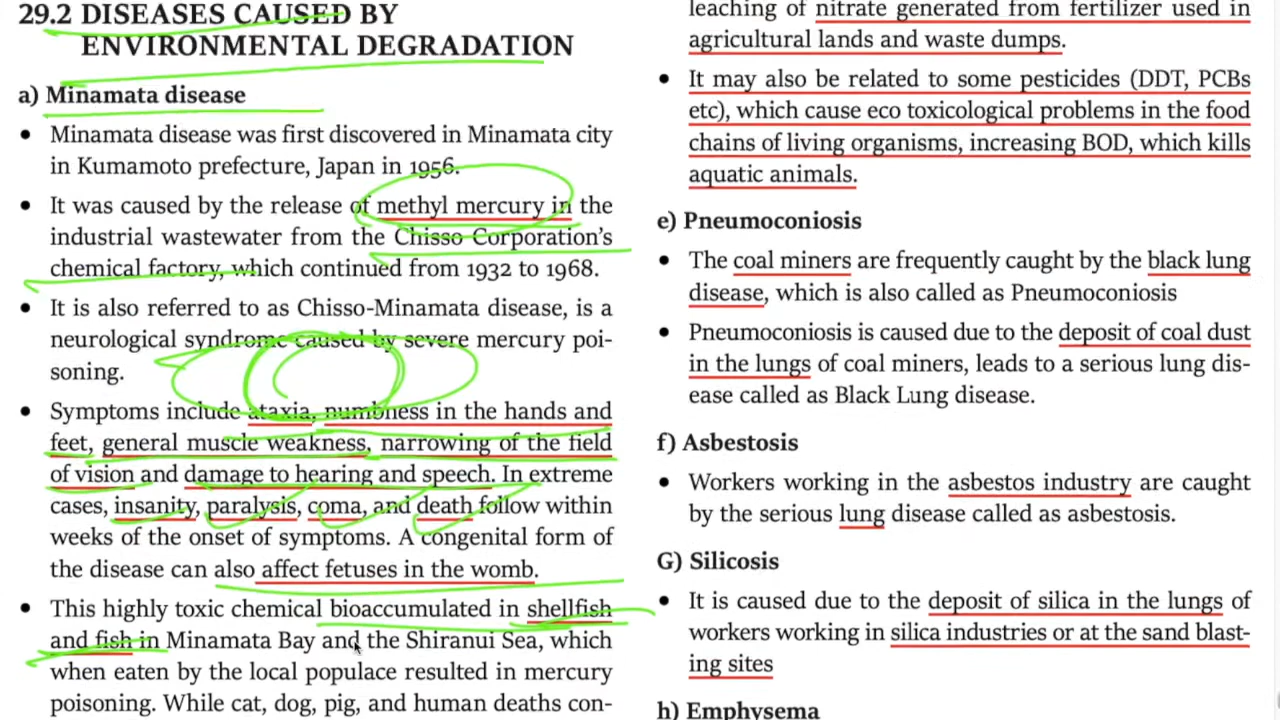 29.2 DISEASES CAUSED BY
ENVIRONMENTAL DEGRADATION
a) Minamata disease
• Minamata disease was first discovered in Minamata city
in Kumamoto prefecture, Japan in 1956.
• It was caused by the release of methyl mercury in the
industrial wastewater from the Chisso Corporation's
chemical factory, which continued from 1932 to 1968.
• It is also referred to as Chisso-Minamata disease, is a
neurological syndrome caused by severe mercury poi-
soning.
• Symptoms include ataxia, numbness in the hands and
feet, general muscle weakness, narrowing of the field
of vision and damage to hearing and speech. In extreme
cases, insanity, paralysis, coma, and death follow within
weeks of the onset of symptoms. A congenital form of
the disease can also affect fetuses in the womb.
• This highly toxic chemical bioaccumulated in shellfish
and fish in Minamata Bay and the Shiranui Sea, which
when eaten by the local populace resulted in mercury
poisoning. While cat, dog, pig, and human deaths con-
leaching of nitrate generated from fertilizer used in
agricultural lands and waste dumps.
• It may also be related to some pesticides (DDT, PCBs
etc), which cause eco toxicological problems in the food
chains of living organisms, increasing BOD, which kills
aquatic animals.
e) Pneumoconiosis
• The coal miners are frequently caught by the black lung
disease, which is also called as Pneumoconiosis
• Pneumoconiosis is caused due to the deposit of coal dust
in the lungs of coal miners, leads to a serious lung dis-
ease called as Black Lung disease.
f) Asbestosis
• Workers working in the asbestos industry are caught
by the serious lung disease called as asbestosis.
G) Silicosis
• It is caused due to the deposit of silica in the lungs of
workers working in silica industries or at the sand blast-
ing sites
h) Emphysema